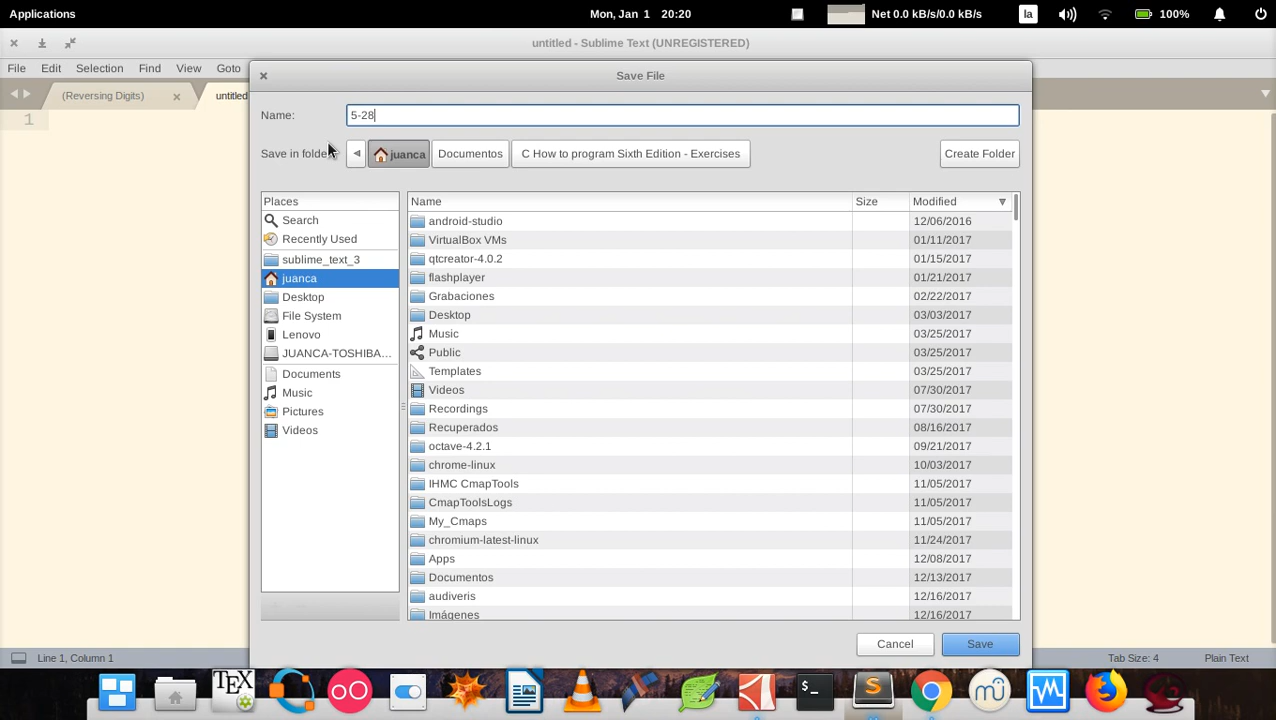 Applications
Mon, Jan 1 20:20
Net 0.0 kB/s/0.0 kB/s
la
100%
untitled - Sublime Text (UNREGISTERED)
File Edit Selection Find View Goto
(Reversing Digits)
untitled
1
Save File
Name:
5-28
Save in folder:
juanca
Documentos
C How to program Sixth Edition - Exercises
Create Folder
Places
Search
Recently Used
sublime_text_3
juanca
Desktop
File System
Lenovo
JUANCA-TOSHIBA...
Documents
Music
Pictures
Videos
Name Size Modified
android-studio 12/06/2016
VirtualBox VMs 01/11/2017
qtcreator-4.0.2 01/15/2017
flashplayer 01/21/2017
Grabaciones 02/22/2017
Desktop 03/03/2017
Music 03/25/2017
Public 03/25/2017
Templates 03/25/2017
Videos 07/30/2017
Recordings 07/30/2017
Recuperados 08/16/2017
octave-4.2.1 09/21/2017
chrome-linux 10/03/2017
IHMC CmapTools 11/05/2017
CmapToolsLogs 11/05/2017
My_Cmaps 11/05/2017
chromium-latest-linux 11/24/2017
Apps 12/08/2017
Documentos 12/13/2017
audiveris 12/16/2017
Imágenes 12/16/2017
Cancel
Save
Line 1, Column 1
Tab Size: 4
Plain Text
TEX